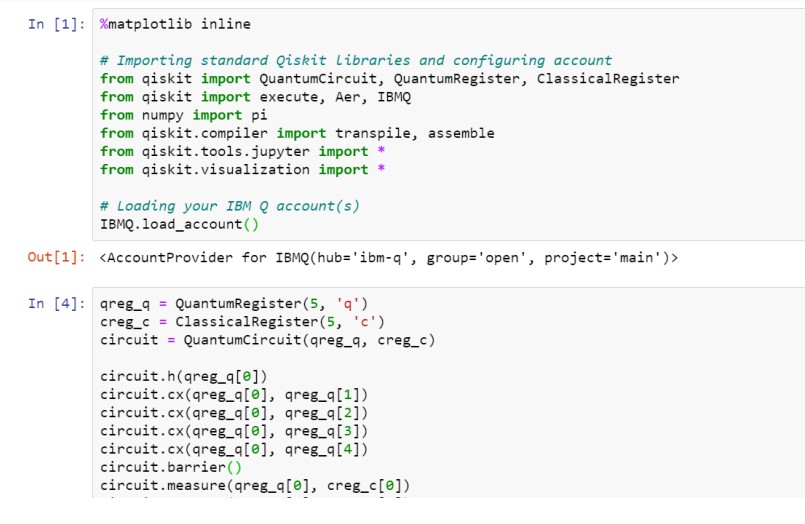 In [1]: %matplotlib inline
# Importing standard Qiskit libraries and configuring account
from qiskit import QuantumCircuit, QuantumRegister, ClassicalRegister
from qiskit import execute, Aer, IBMQ
from numpy import pi
from qiskit.compiler import transpile, assemble
from qiskit.tools.jupyter import *
from qiskit.visualization import *
# Loading your IBM Q account(s)
IBMQ.load_account()
Out[1]: <AccountProvider for IBMQ(hub='ibm-q', group='open', project='main')>
In [4]: qreg_q = QuantumRegister(5, 'q')
creg_c = ClassicalRegister(5, 'c')
circuit = QuantumCircuit(qreg_q, creg_c)
circuit.h(qreg_q[0])
circuit.cx(qreg_q[0], qreg_q[1])
circuit.cx(qreg_q[0], qreg_q[2])
circuit.cx(qreg_q[0], qreg_q[3])
circuit.cx(qreg_q[0], qreg_q[4])
circuit.barrier()
circuit.measure(qreg_q[0], creg_c[0])